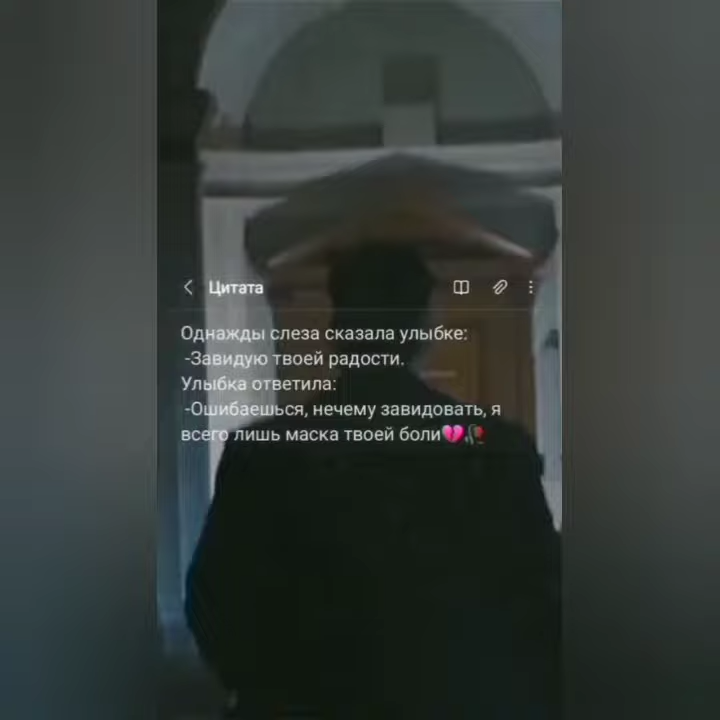 Цитата
Однажды слеза сказала улыбке:
-Завидую твоей радости.
Улыбка ответила:
-Ошибаешься, нечему завидовать, я
всего лишь маска твоей боли💔🥀